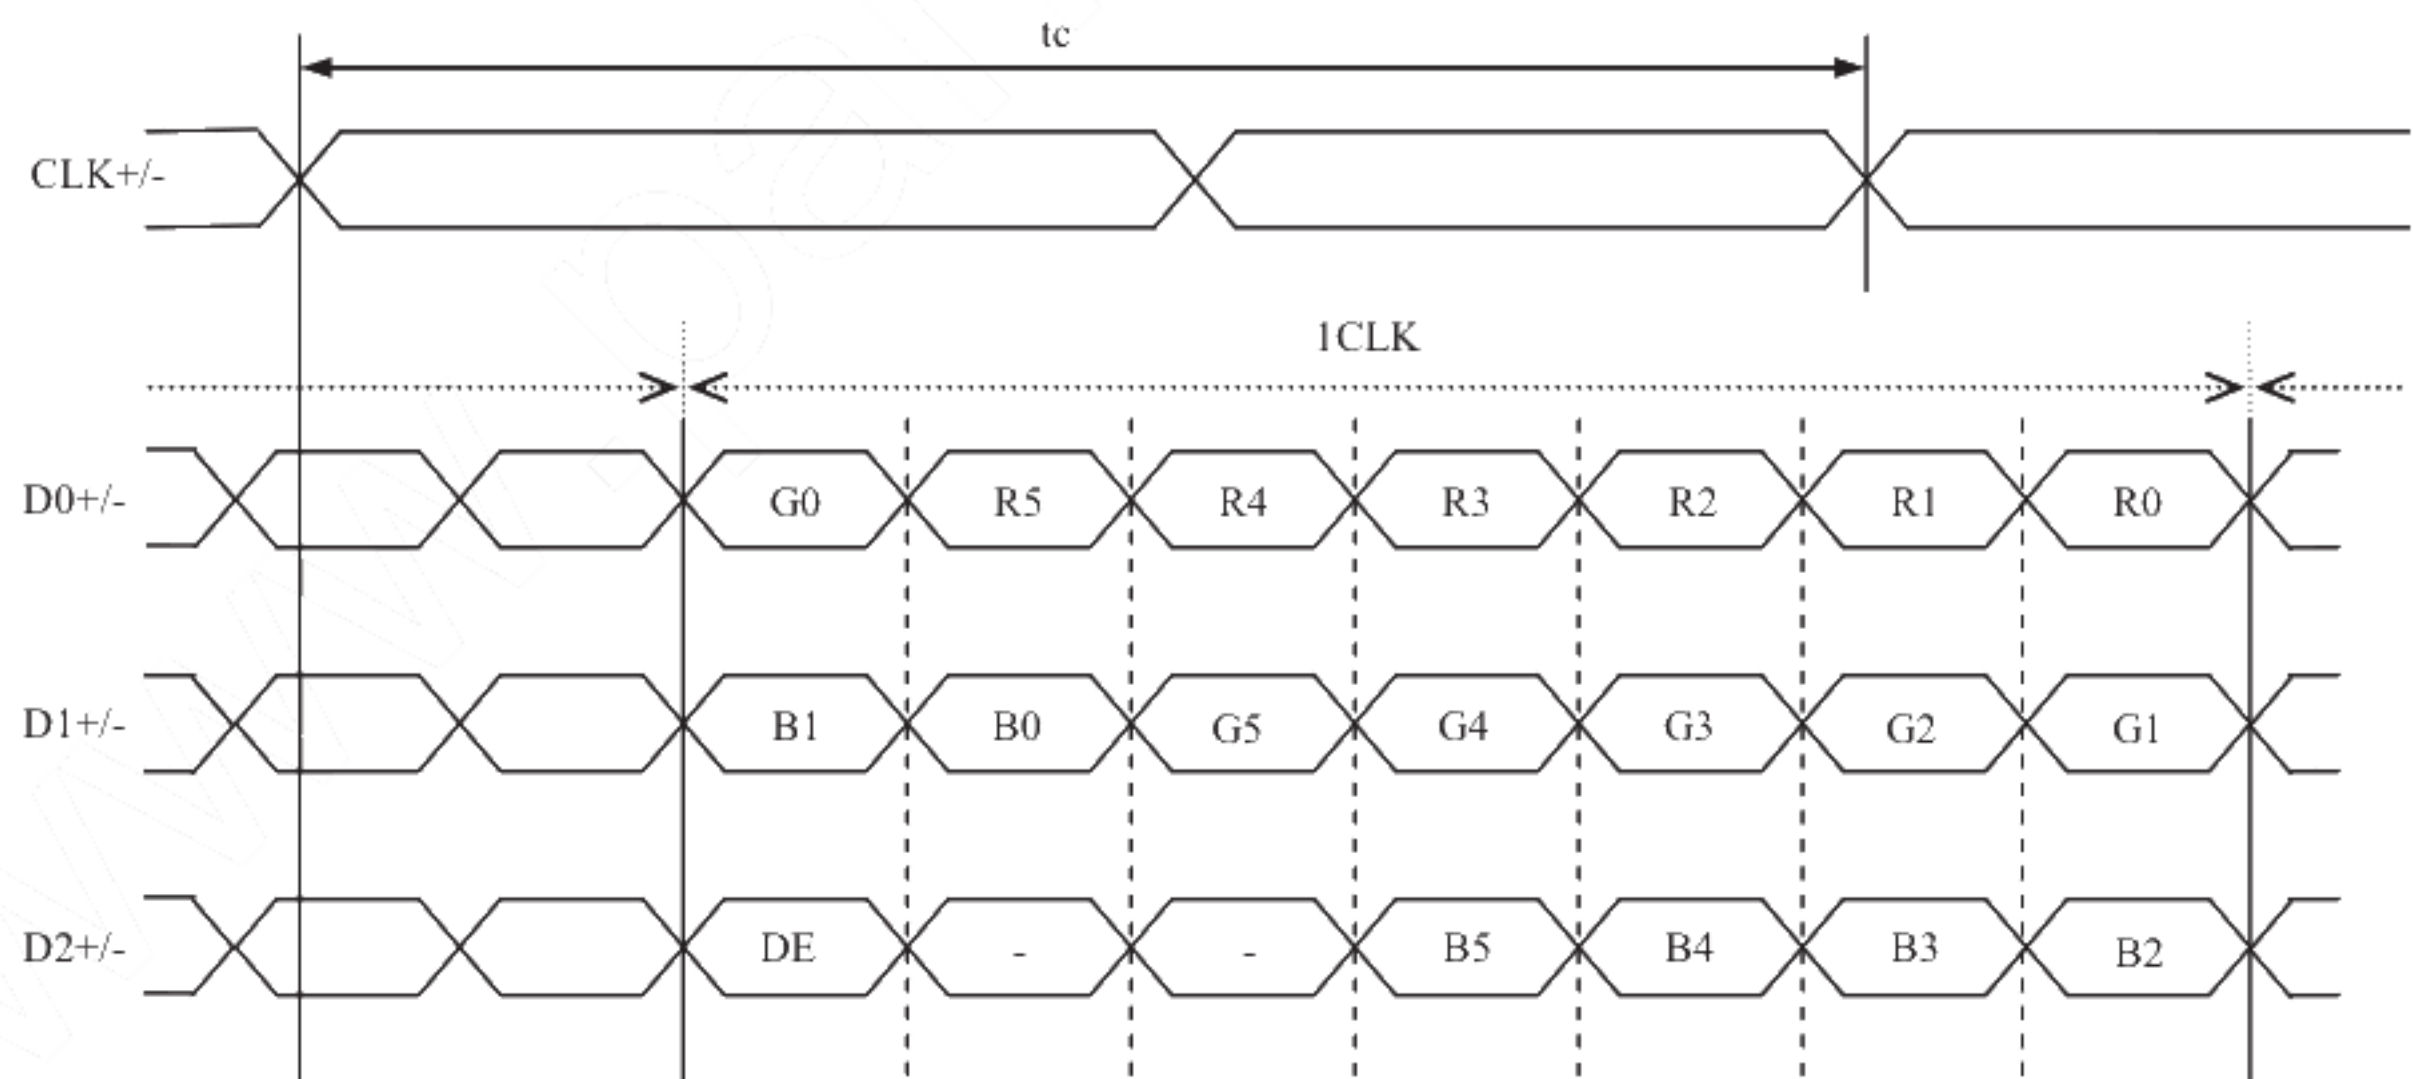 tc
CLK+/-
1CLK
D0+/- G0 R5 R4 R3 R2 R1 R0
D1+/- B1 B0 G5 G4 G3 G2 G1
D2+/- DE - - B5 B4 B3 B2